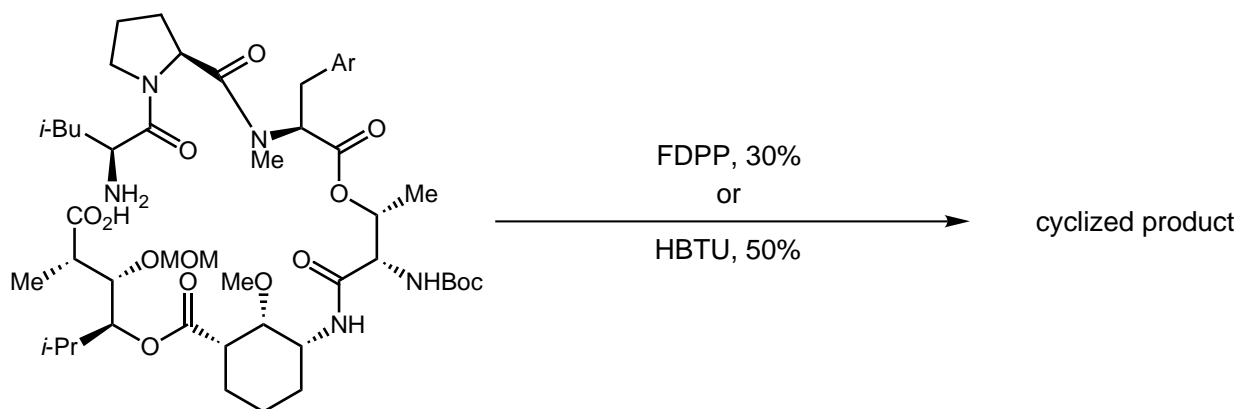 O
Ar
N
O
i-Bu
O
N
Me
O
NH2
O
Me
CO2H
OMOM
O
NHBoc
Me
O
MeO
NH
i-Pr
O
FDPP, 30%
or
HBTU, 50%
cyclized product